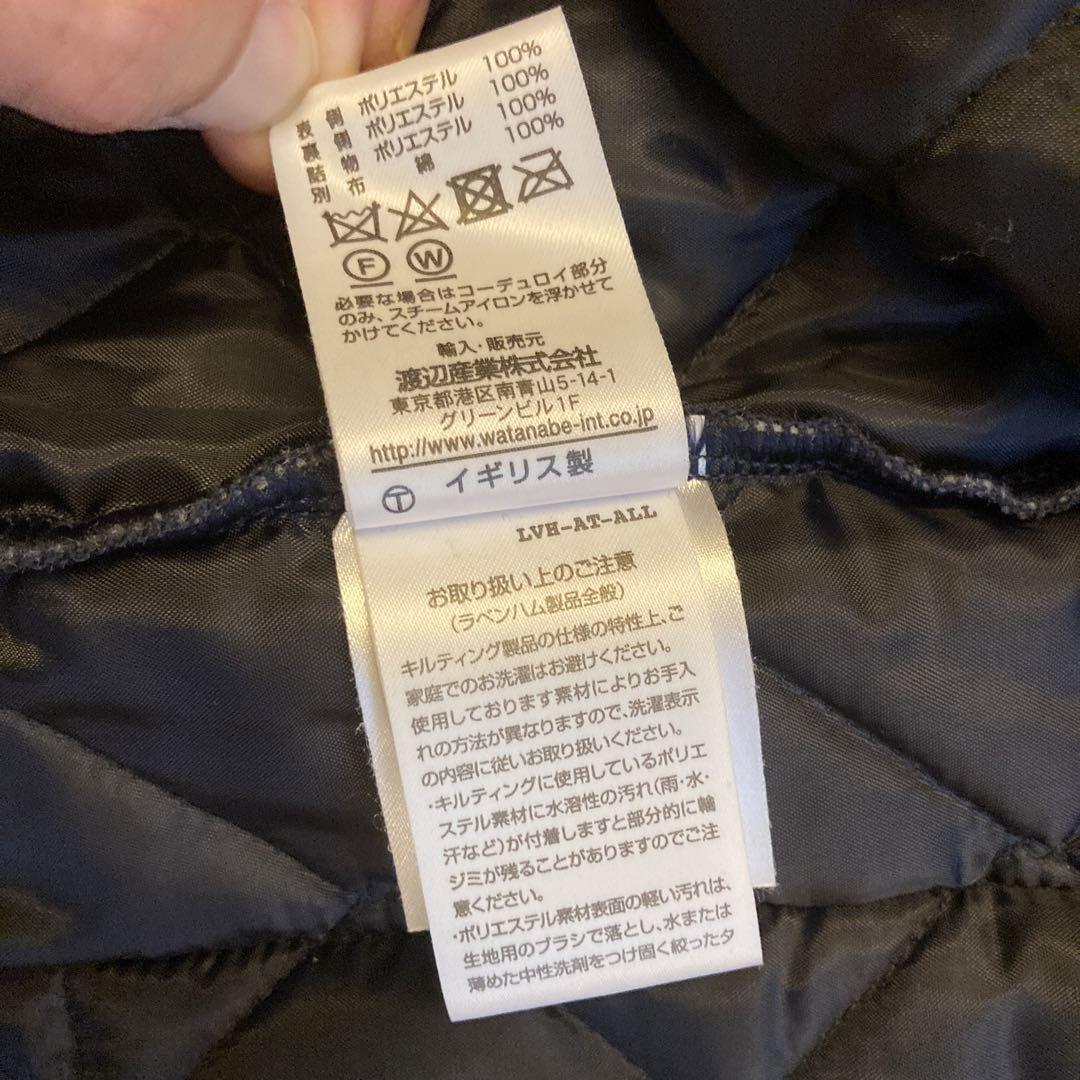 表側 ポリエステル 100%
裏側 ポリエステル 100%
詰物 ポリエステル 100%
別布 綿 100%
F W
必要な場合はコーデュロイ部分
のみ、スチームアイロンを浮かせて
かけてください。
輸入・販売元
渡辺産業株式会社
東京都港区南青山5-14-1
グリーンビル1F
http://www.watanabe-int.co.jp
T イギリス製
LVH-AT-ALL
お取り扱い上のご注意
(ラベンハム製品全般)
キルティング製品の仕様の特性上、ご
家庭でのお洗濯はお避けください。
使用しております素材によりお手入
れの方法が異なりますので、洗濯表示
の内容に従いお取り扱いください。
・キルティングに使用しているポリエ
ステル素材に水溶性の汚れ(雨・水・
汗など)が付着しますと部分的に輪
ジミが残ることがありますのでご注
意ください。
・ポリエステル素材表面の軽い汚れは、
生地用のブラシで落とし、水または
薄めた中性洗剤をつけ固く絞ったタ